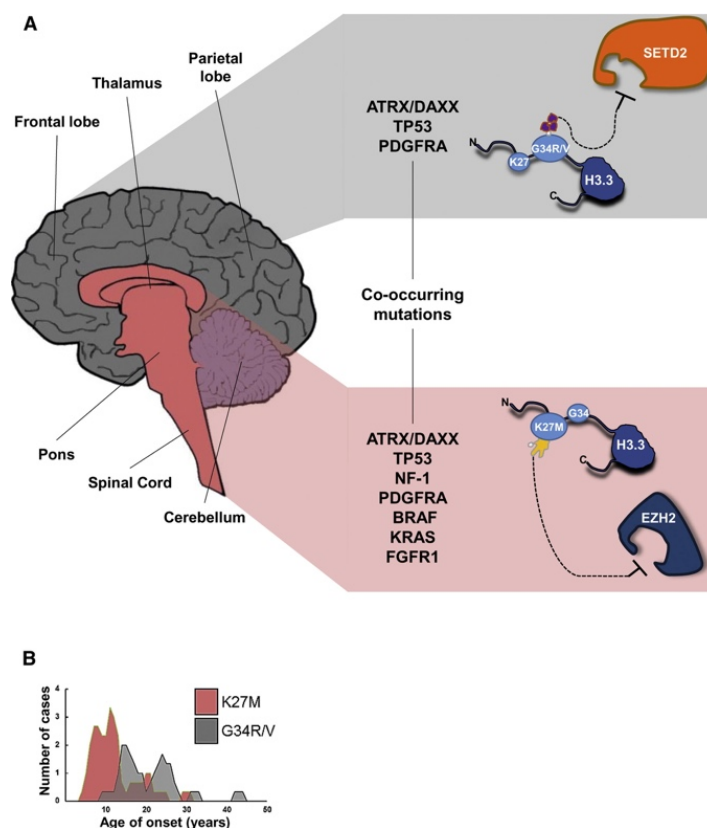 A
Parietal
lobe
Thalamus
Frontal lobe
Pons
Spinal Cord
Cerebellum
ATRX/DAXX
TP53
PDGFRA
SETD2
N
K27
G34R/V
H3.3
C
Co-occurring
mutations
ATRX/DAXX
TP53
NF-1
PDGFRA
BRAF
KRAS
FGFR1
N
K27M
G34
H3.3
C
EZH2
B
Number of cases
4
3
2
1
0
10
20
30
40
50
Age of onset (years)
K27M
G34R/V